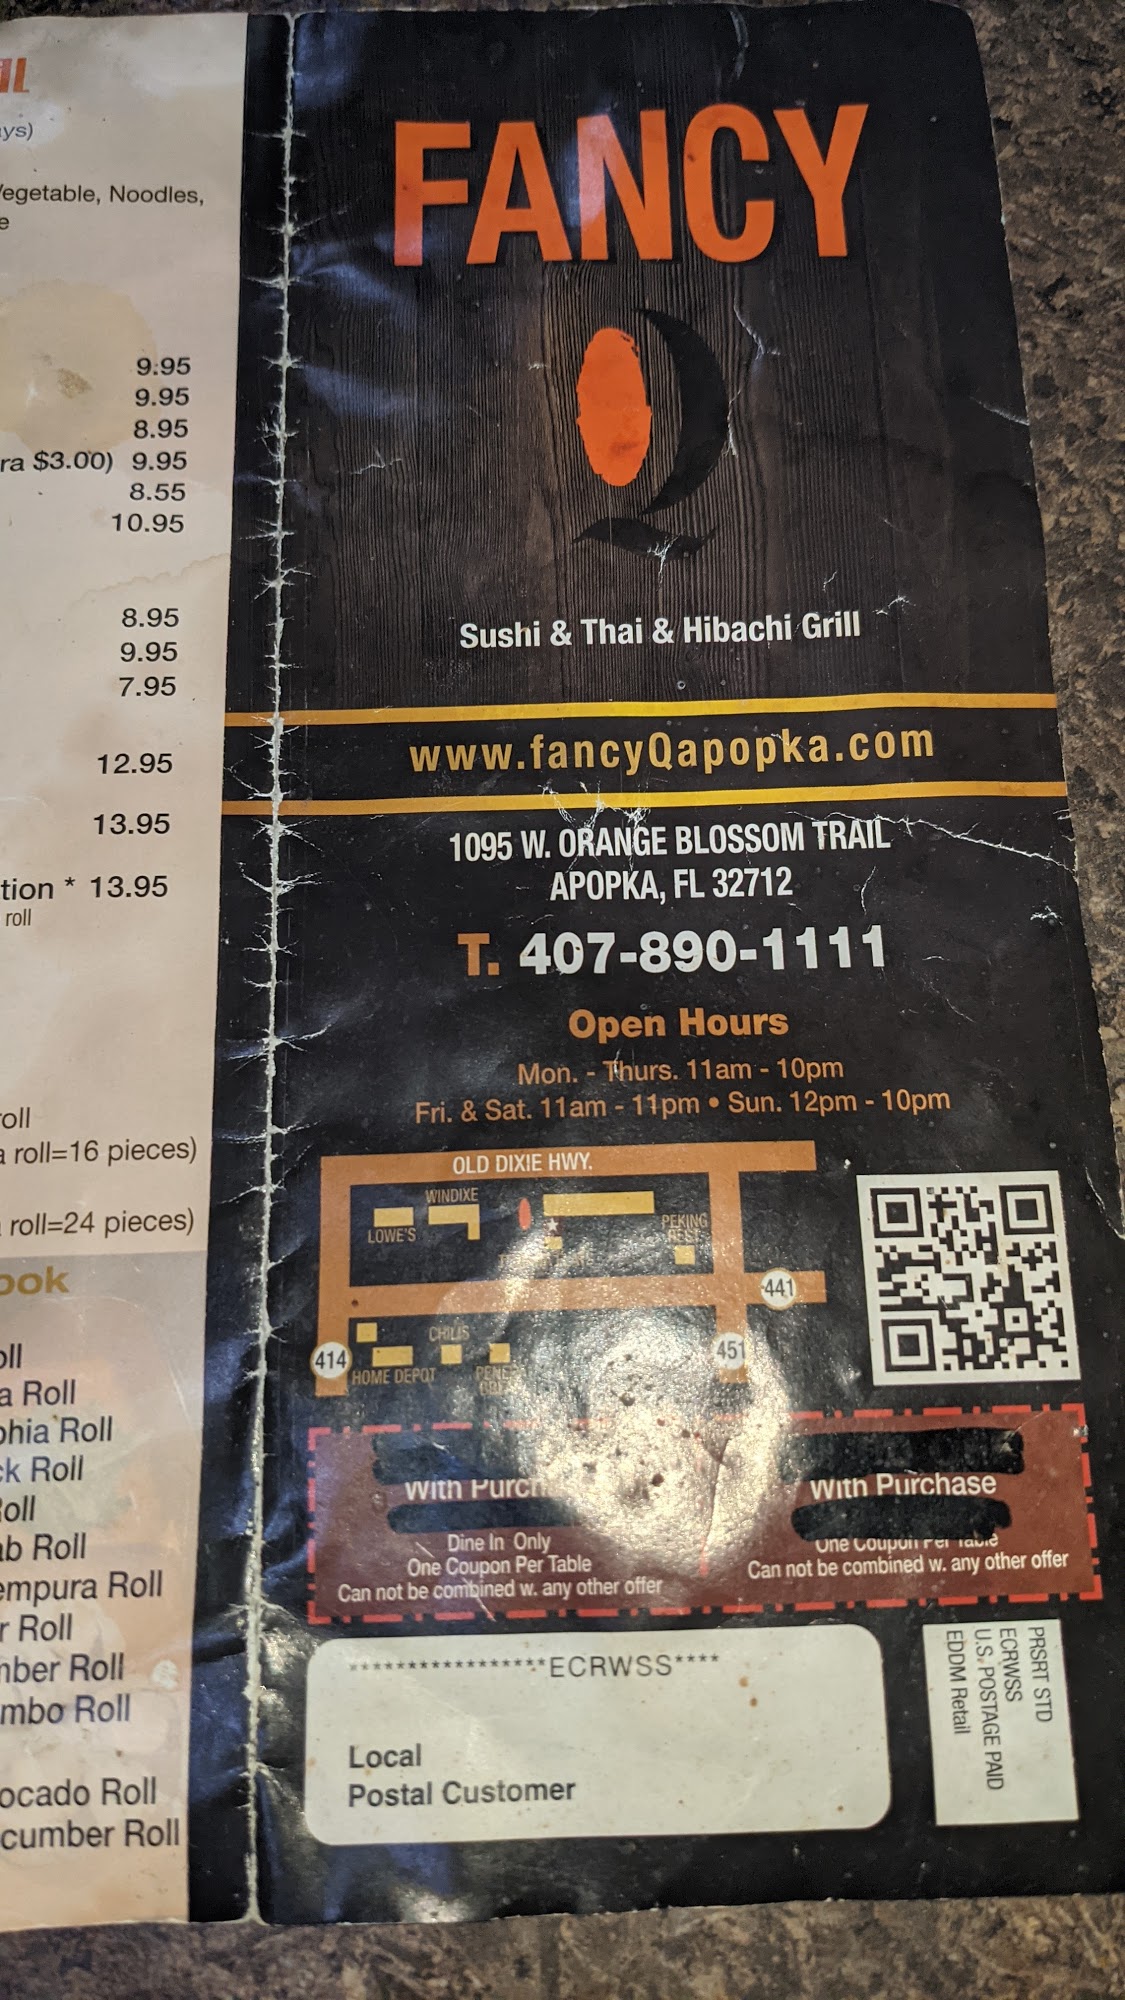 ays)
Vegetable, Noodles,
9.95
9.95
8.95
ra $3.00) 9.95
8.55
10.95
8.95
9.95
7.95
12.95
13.95
tion * 13.95
roll
roll
a roll=16 pieces)
roll=24 pieces)
ook
oll
a Roll
phia Roll
ck Roll
Roll
ab Roll
empura Roll
r Roll
mber Roll
mbo Roll
ocado Roll
cumber Roll
FANCY
Q
Sushi & Thai & Hibachi Grill
www.fancyQapopka.com
1095 W. ORANGE BLOSSOM TRAIL
APOPKA, FL 32712
T. 407-890-1111
Open Hours
Mon. - Thurs. 11am - 10pm
Fri. & Sat. 11am - 11pm • Sun. 12pm - 10pm
OLD DIXIE HWY.
WINDIXE
LOWE'S
PEKING
REST.
441
CHILIS
414
451
HOME DEPOT
With Purch
Dine In Only
One Coupon Per Table
Can not be combined w. any other offer
With Purchase
One Coupon Per Table
Can not be combined w. any other offer
*****************ECRWSS****
Local
Postal Customer
PRSRT STD
ECRWSS
U.S. POSTAGE PAID
EDDM Retail